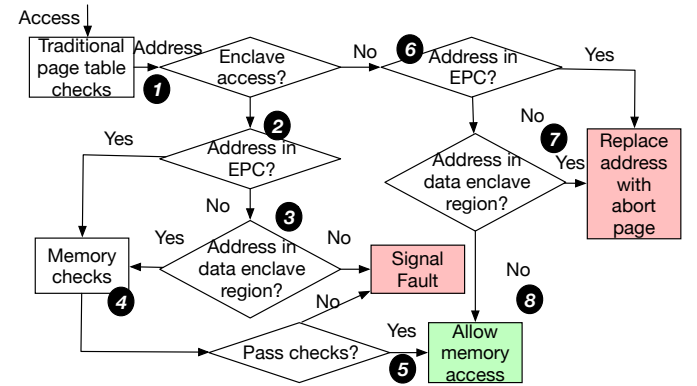 Access
Traditional
page table
checks
Address
1
Enclave
access?
No
6
Address in
EPC?
Yes
2
Address in
EPC?
Yes
No
7
Address in
data enclave
region?
Yes
Replace
address
with
abort
page
No
3
Yes
Address in
data enclave
region?
No
Memory
checks
4
Signal
Fault
No
8
No
Pass checks?
Yes
5
Allow
memory
access